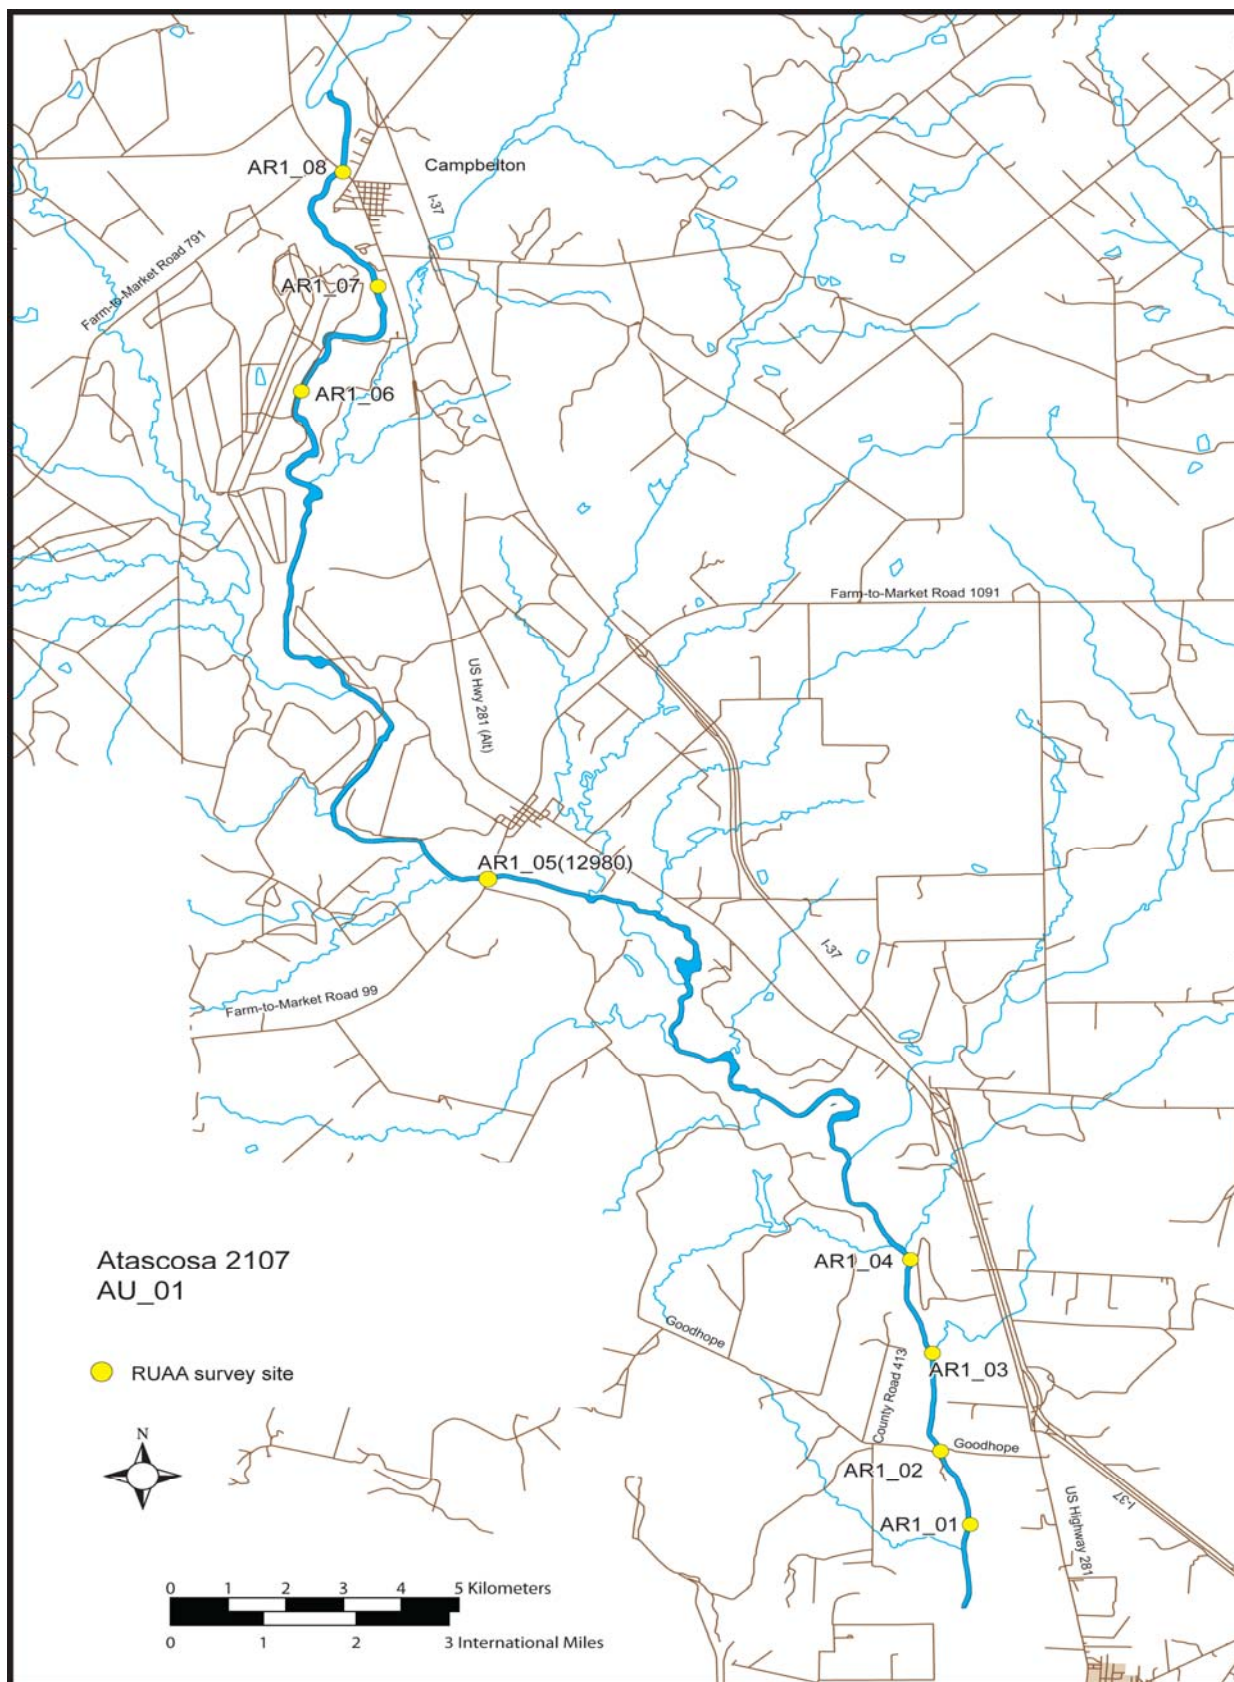 AR1_08
Campbelton
I-37
Farm-to-Market Road 791
AR1_07
AR1_06
Farm-to-Market Road 1091
US Hwy 281 (Alt)
AR1_05(12980)
I-37
Farm-to-Market Road 99
Atascosa 2107
AU_01
AR1_04
Goodhope
RUAA survey site
County Road 413
AR1_03
N
Goodhope
AR1_02
AR1_01
US Highway 281
I-37
0 1 2 3 4 5 Kilometers
0 1 2 3 International Miles